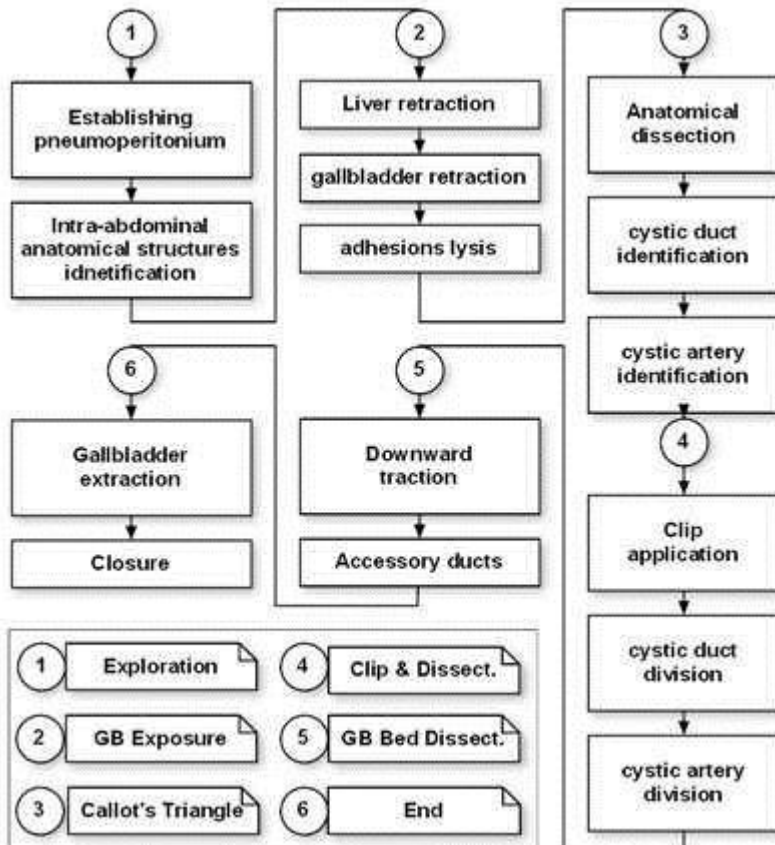 1
Establishing
pneumoperitonium
Intra-abdominal
anatomical structures
idnetification
2
Liver retraction
gallbladder retraction
adhesions lysis
3
Anatomical
dissection
cystic duct
identification
cystic artery
identification
4
Clip
application
cystic duct
division
cystic artery
division
5
Downward
traction
Accessory ducts
6
Gallbladder
extraction
Closure
1 Exploration
2 GB Exposure
3 Callot's Triangle
4 Clip & Dissect.
5 GB Bed Dissect.
6 End